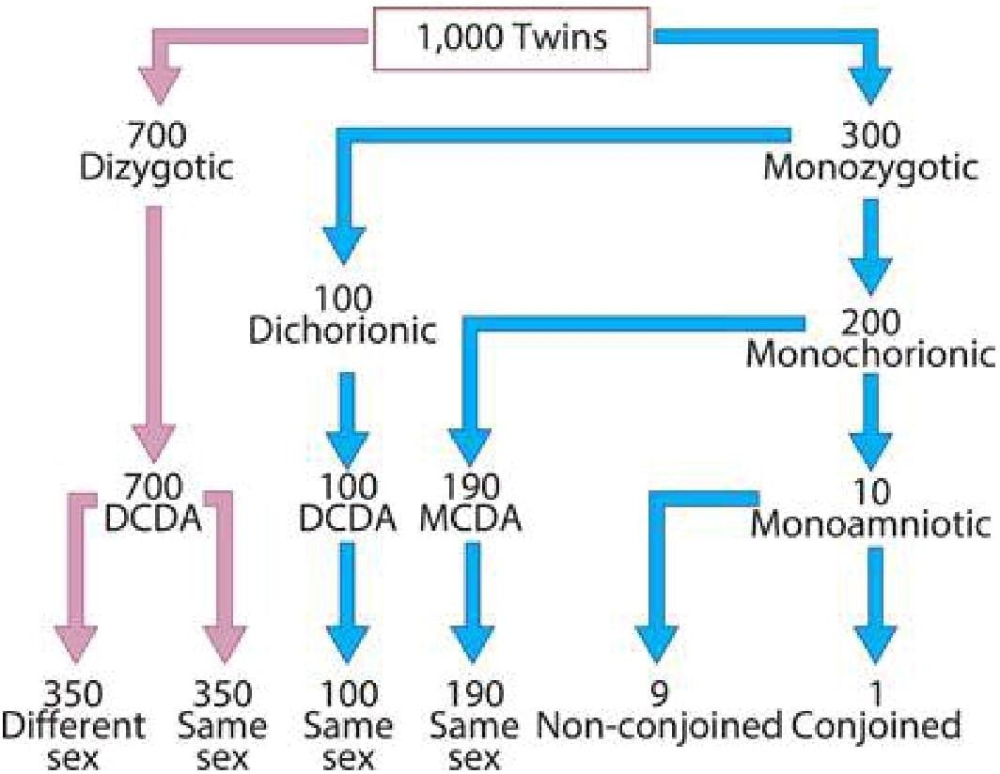 1,000 Twins
700
Dizygotic
300
Monozygotic
100
Dichorionic
200
Monochorionic
700
DCDA
100
DCDA
190
MCDA
10
Monoamniotic
350
Different
sex
350
Same
sex
100
Same
sex
190
Same
sex
9
Non-conjoined
1
Conjoined